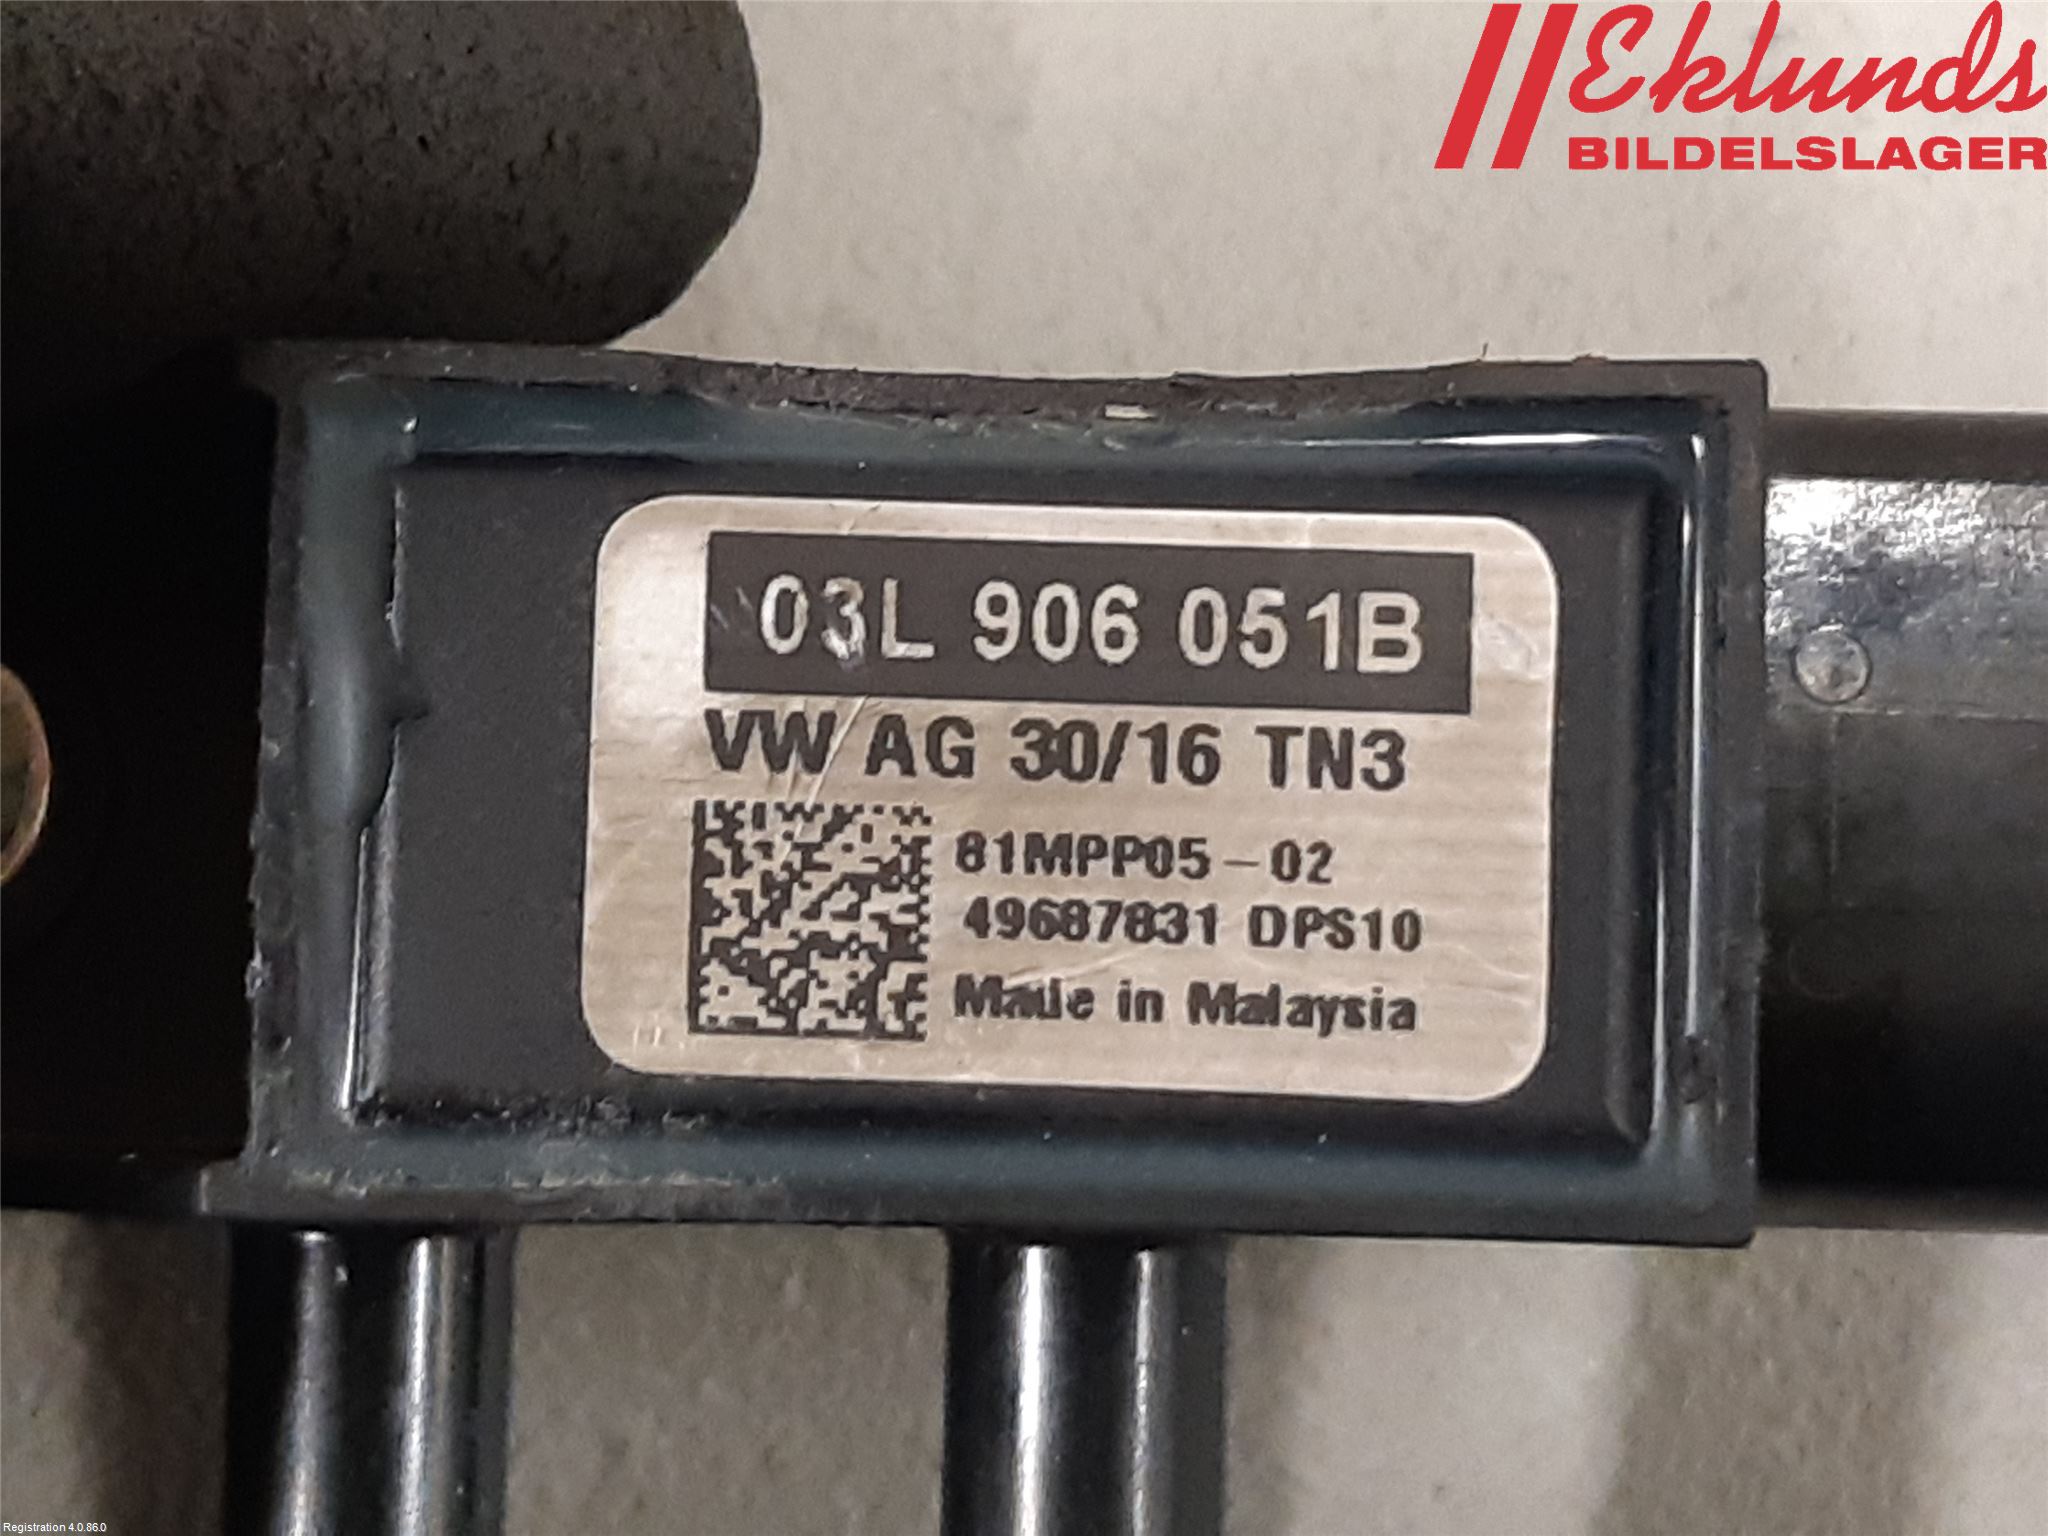 Eklunds
BILDELSLAGER
03L 906 051B
VW AG 30/16 TN3
81MPP05-02
49687831 DPS10
Made in Malaysia
Registration 4.0.86.0